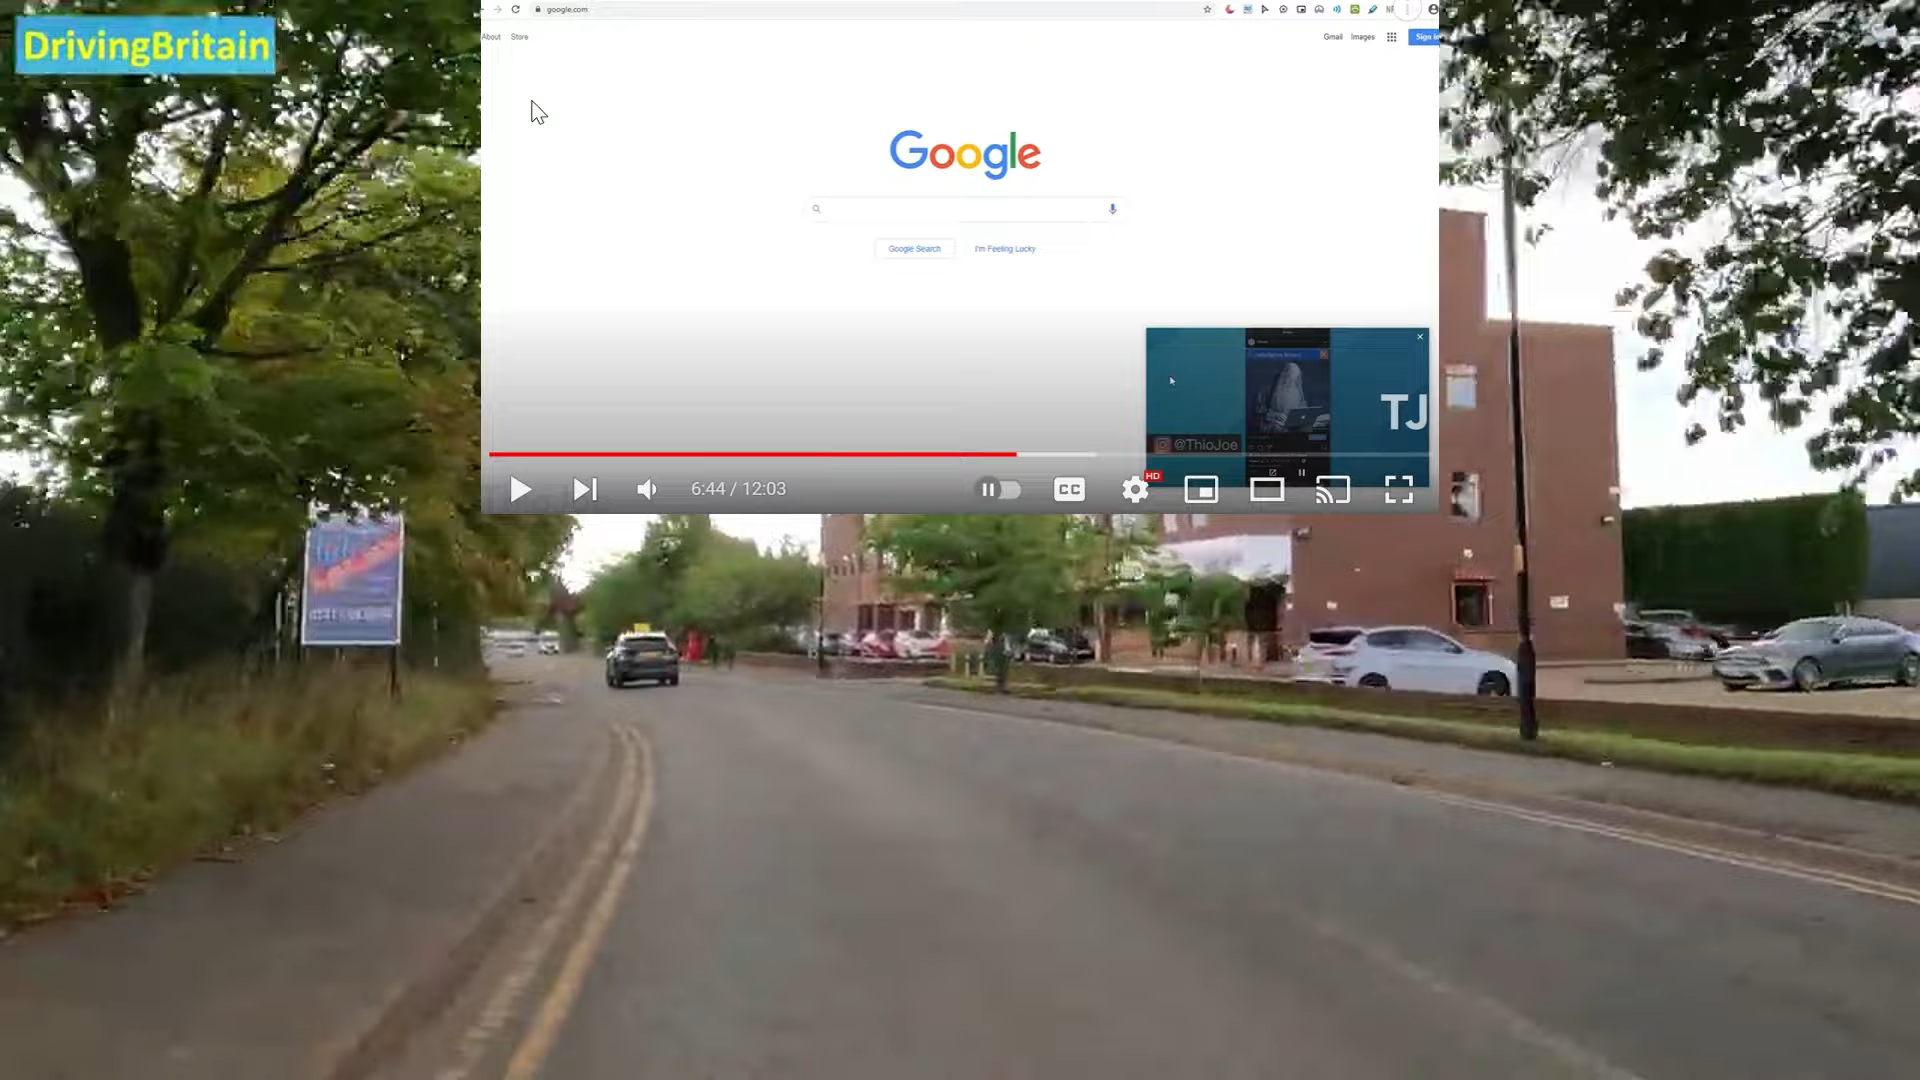 DrivingBritain
google.com
About Store
Gmail Images
Sign in
Google
Google Search I'm Feeling Lucky
TJ
@ThioJoe
6:44 / 12:03
CC
HD